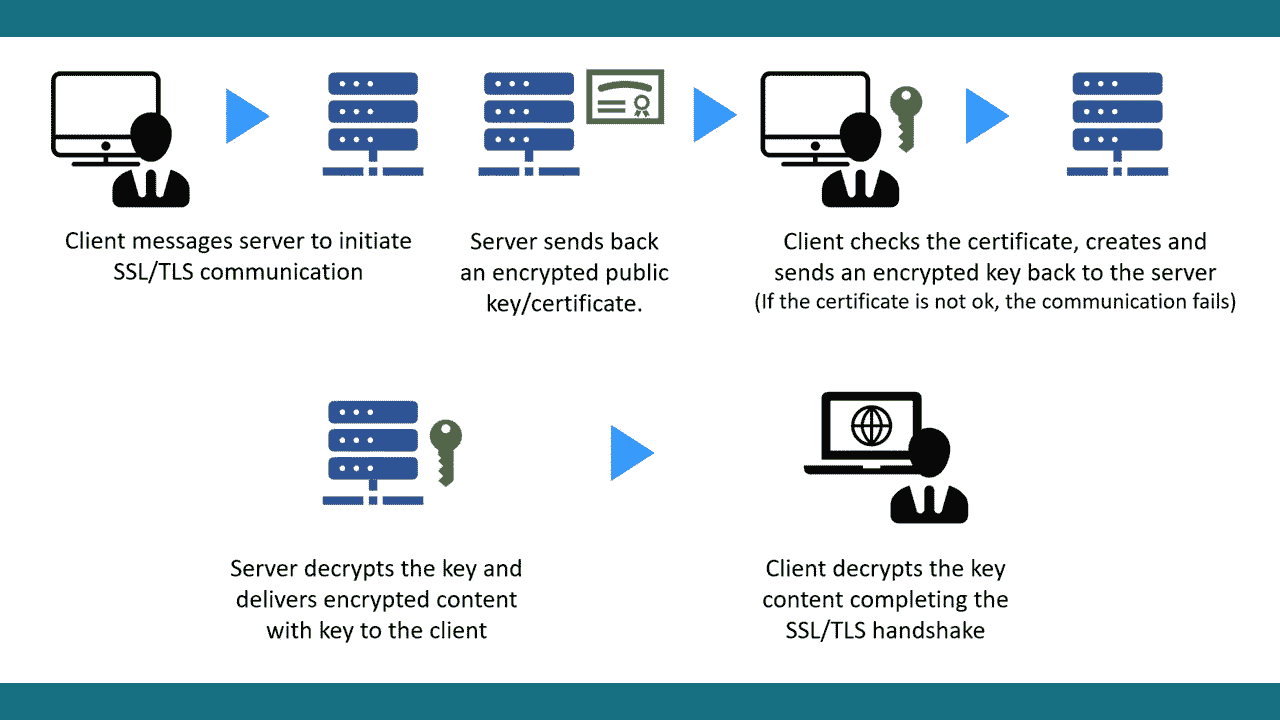 Client messages server to initiate
SSL/TLS communication
Server sends back
an encrypted public
key/certificate.
Client checks the certificate, creates and
sends an encrypted key back to the server
(If the certificate is not ok, the communication fails)
Server decrypts the key and
delivers encrypted content
with key to the client
Client decrypts the key
content completing the
SSL/TLS handshake